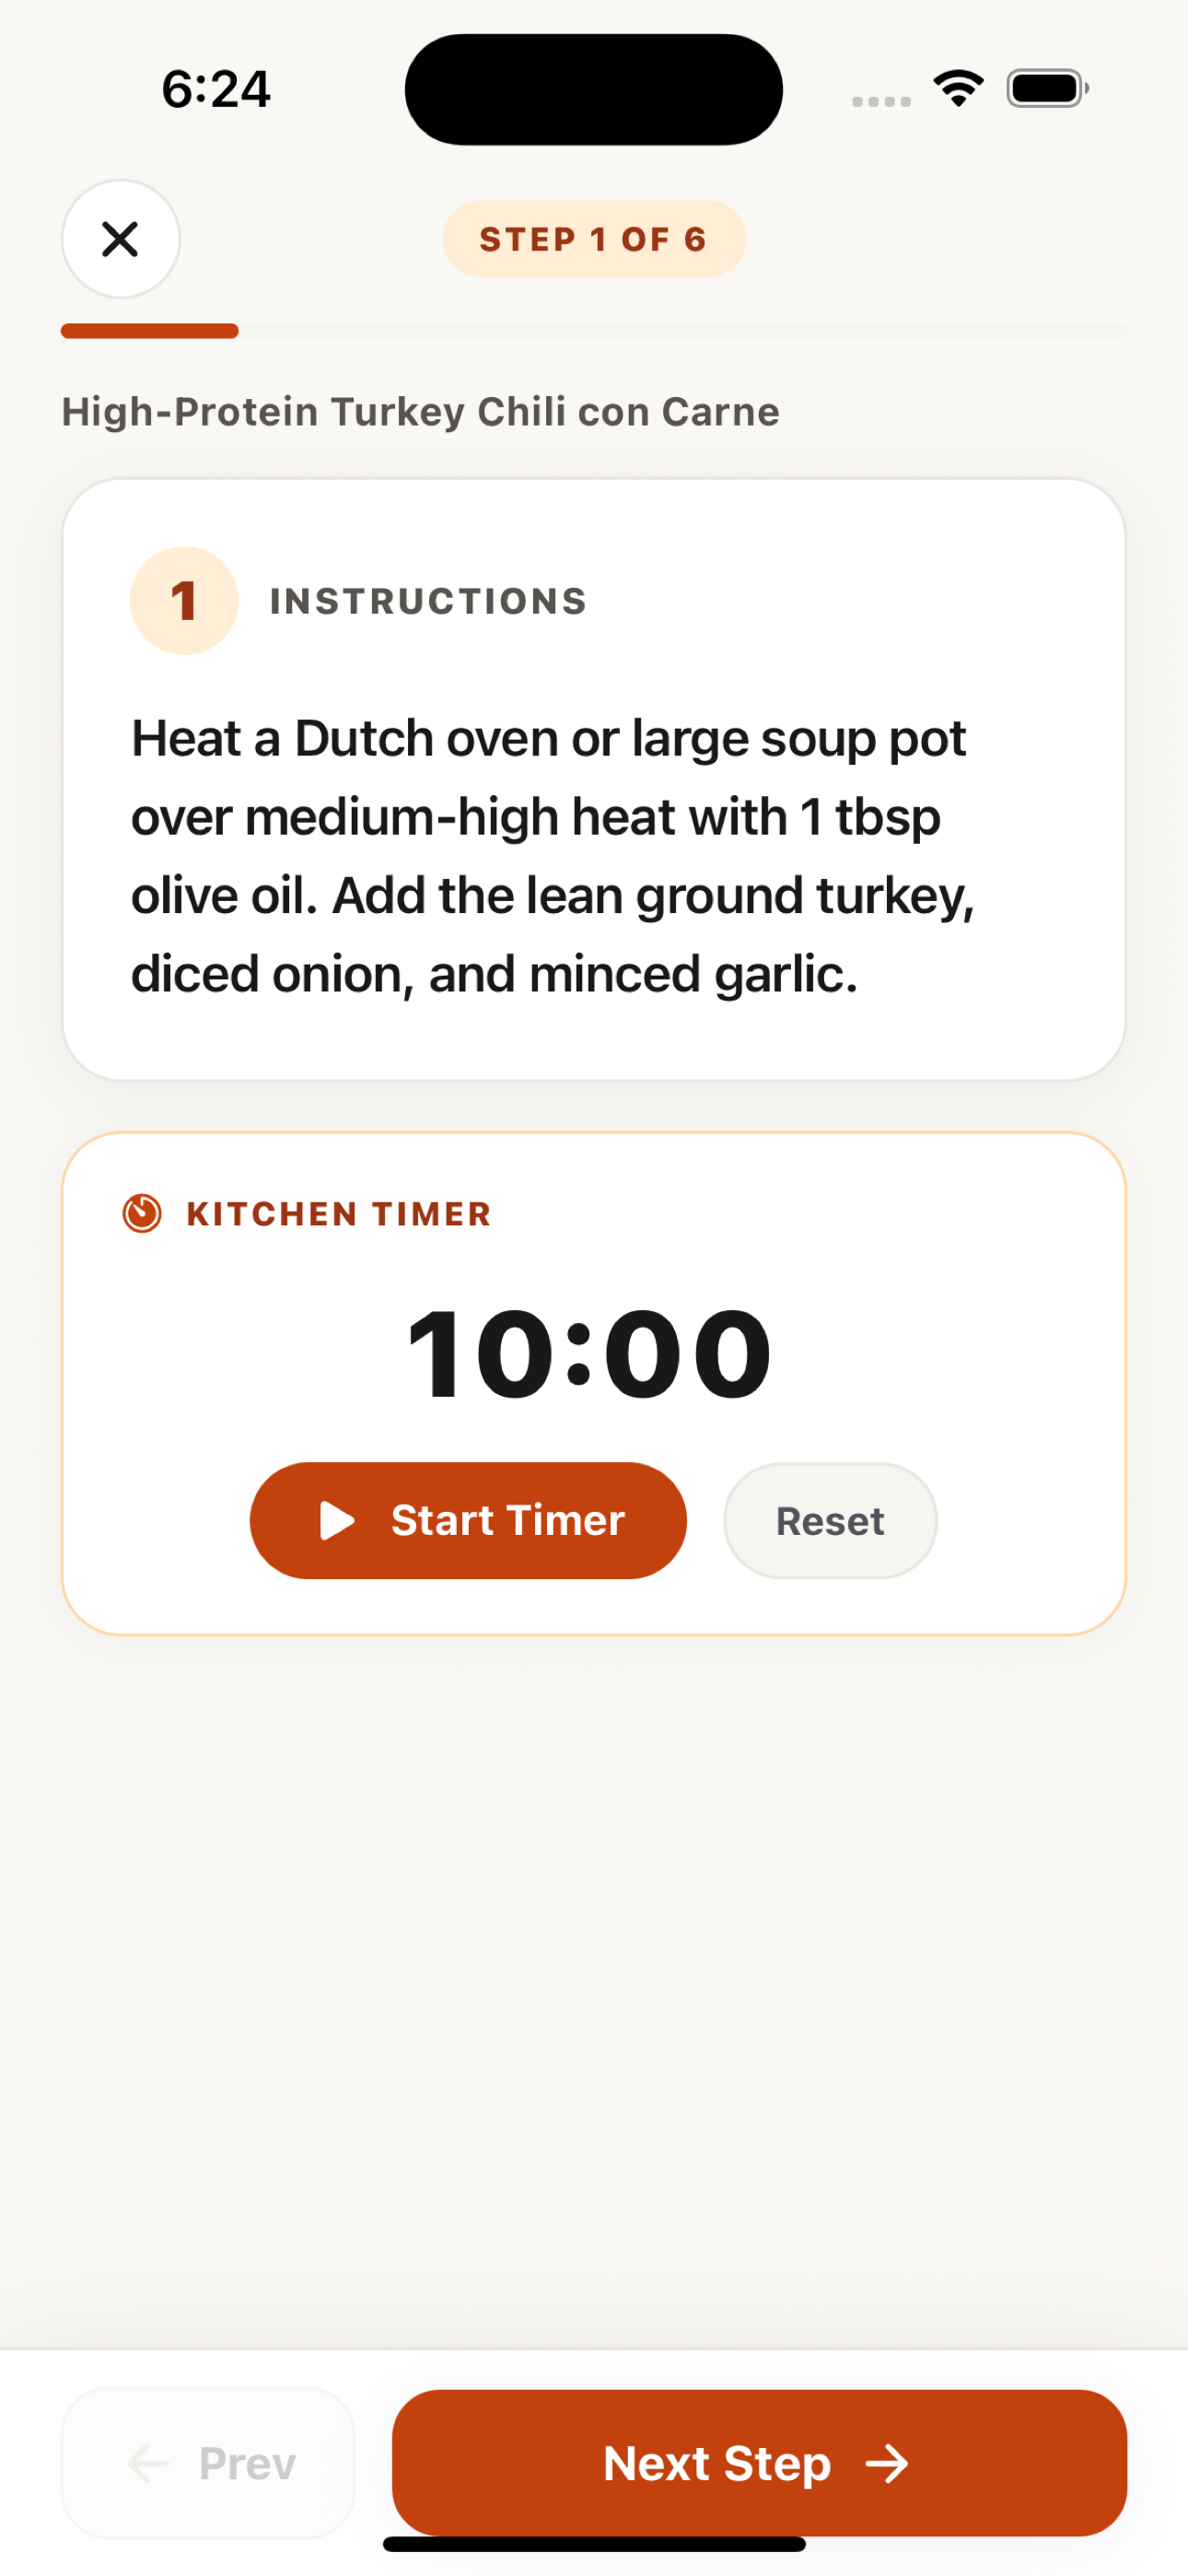 6:24
STEP 1 OF 6
High-Protein Turkey Chili con Carne
1 INSTRUCTIONS
Heat a Dutch oven or large soup pot
over medium-high heat with 1 tbsp
olive oil. Add the lean ground turkey,
diced onion, and minced garlic.
KITCHEN TIMER
10:00
Start Timer Reset
Prev Next Step